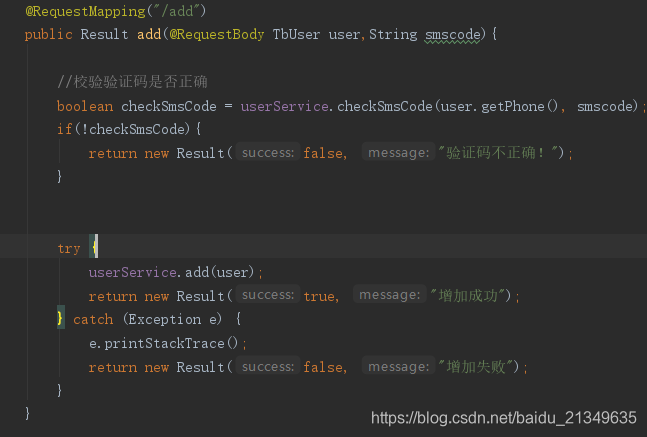 @RequestMapping("/add")
public Result add(@RequestBody TbUser user,String smscode){
//校验验证码是否正确
boolean checkSmsCode = userService.checkSmsCode(user.getPhone(), smscode);
if(!checkSmsCode){
return new Result( success: false, message: "验证码不正确！");
}
try {
userService.add(user);
return new Result( success: true, message: "增加成功");
} catch (Exception e) {
e.printStackTrace();
return new Result( success: false, message: "增加失败");
}
}
https://blog.csdn.net/baidu_21349635